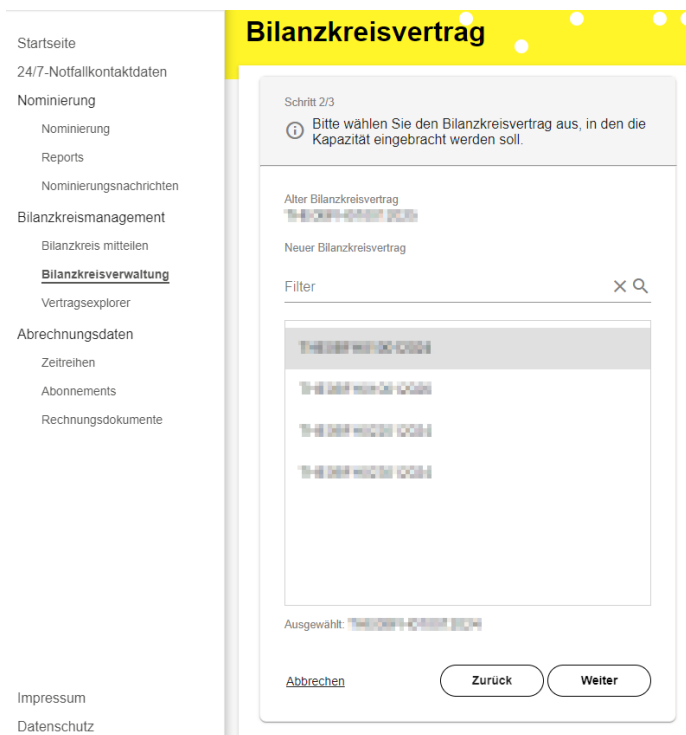 Startseite
24/7-Notfallkontaktdaten
Nominierung
Nominierung
Reports
Nominierungsnachrichten
Bilanzkreismanagement
Bilanzkreis mitteilen
Bilanzkreisverwaltung
Vertragsexplorer
Abrechnungsdaten
Zeitreihen
Abonnements
Rechnungsdokumente
Impressum
Datenschutz
Bilanzkreisvertrag
Schritt 2/3
Bitte wählen Sie den Bilanzkreisvertrag aus, in den die
Kapazität eingebracht werden soll.
Alter Bilanzkreisvertrag
Neuer Bilanzkreisvertrag
Filter
Ausgewählt:
Abbrechen
Zurück
Weiter